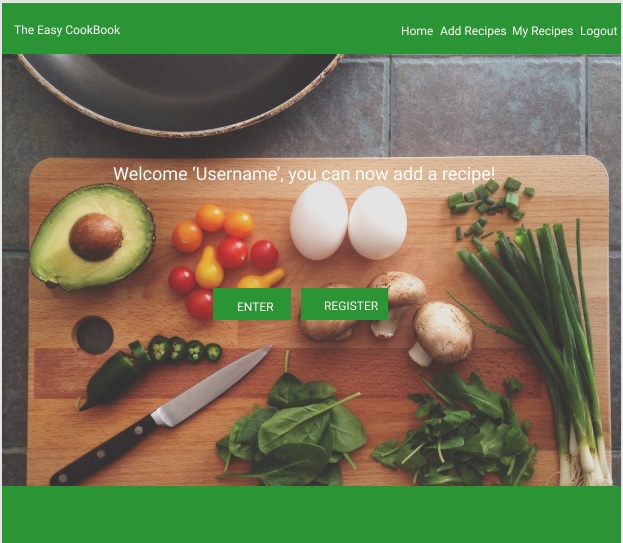 The Easy CookBook
Home Add Recipes My Recipes Logout
Welcome ‘Username’, you can now add a recipe!
ENTER REGISTER